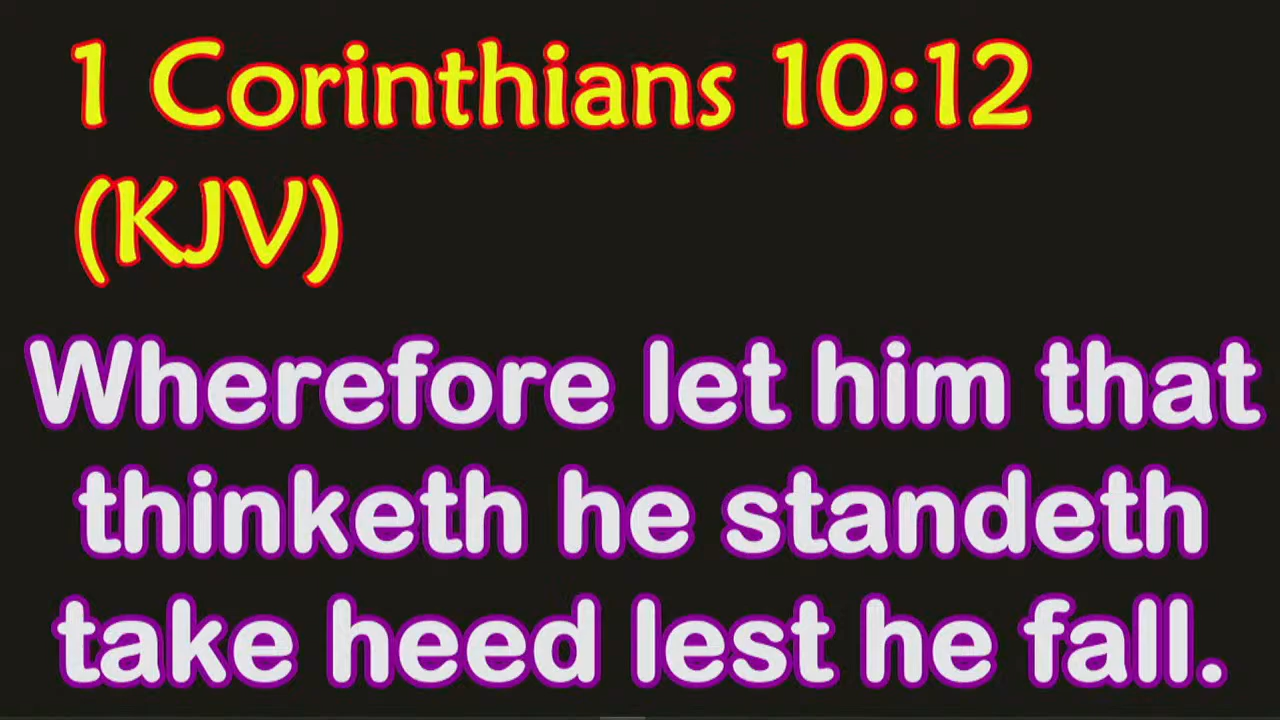 1 Corinthians 10:12
(KJV)
Wherefore let him that
thinketh he standeth
take heed lest he fall.